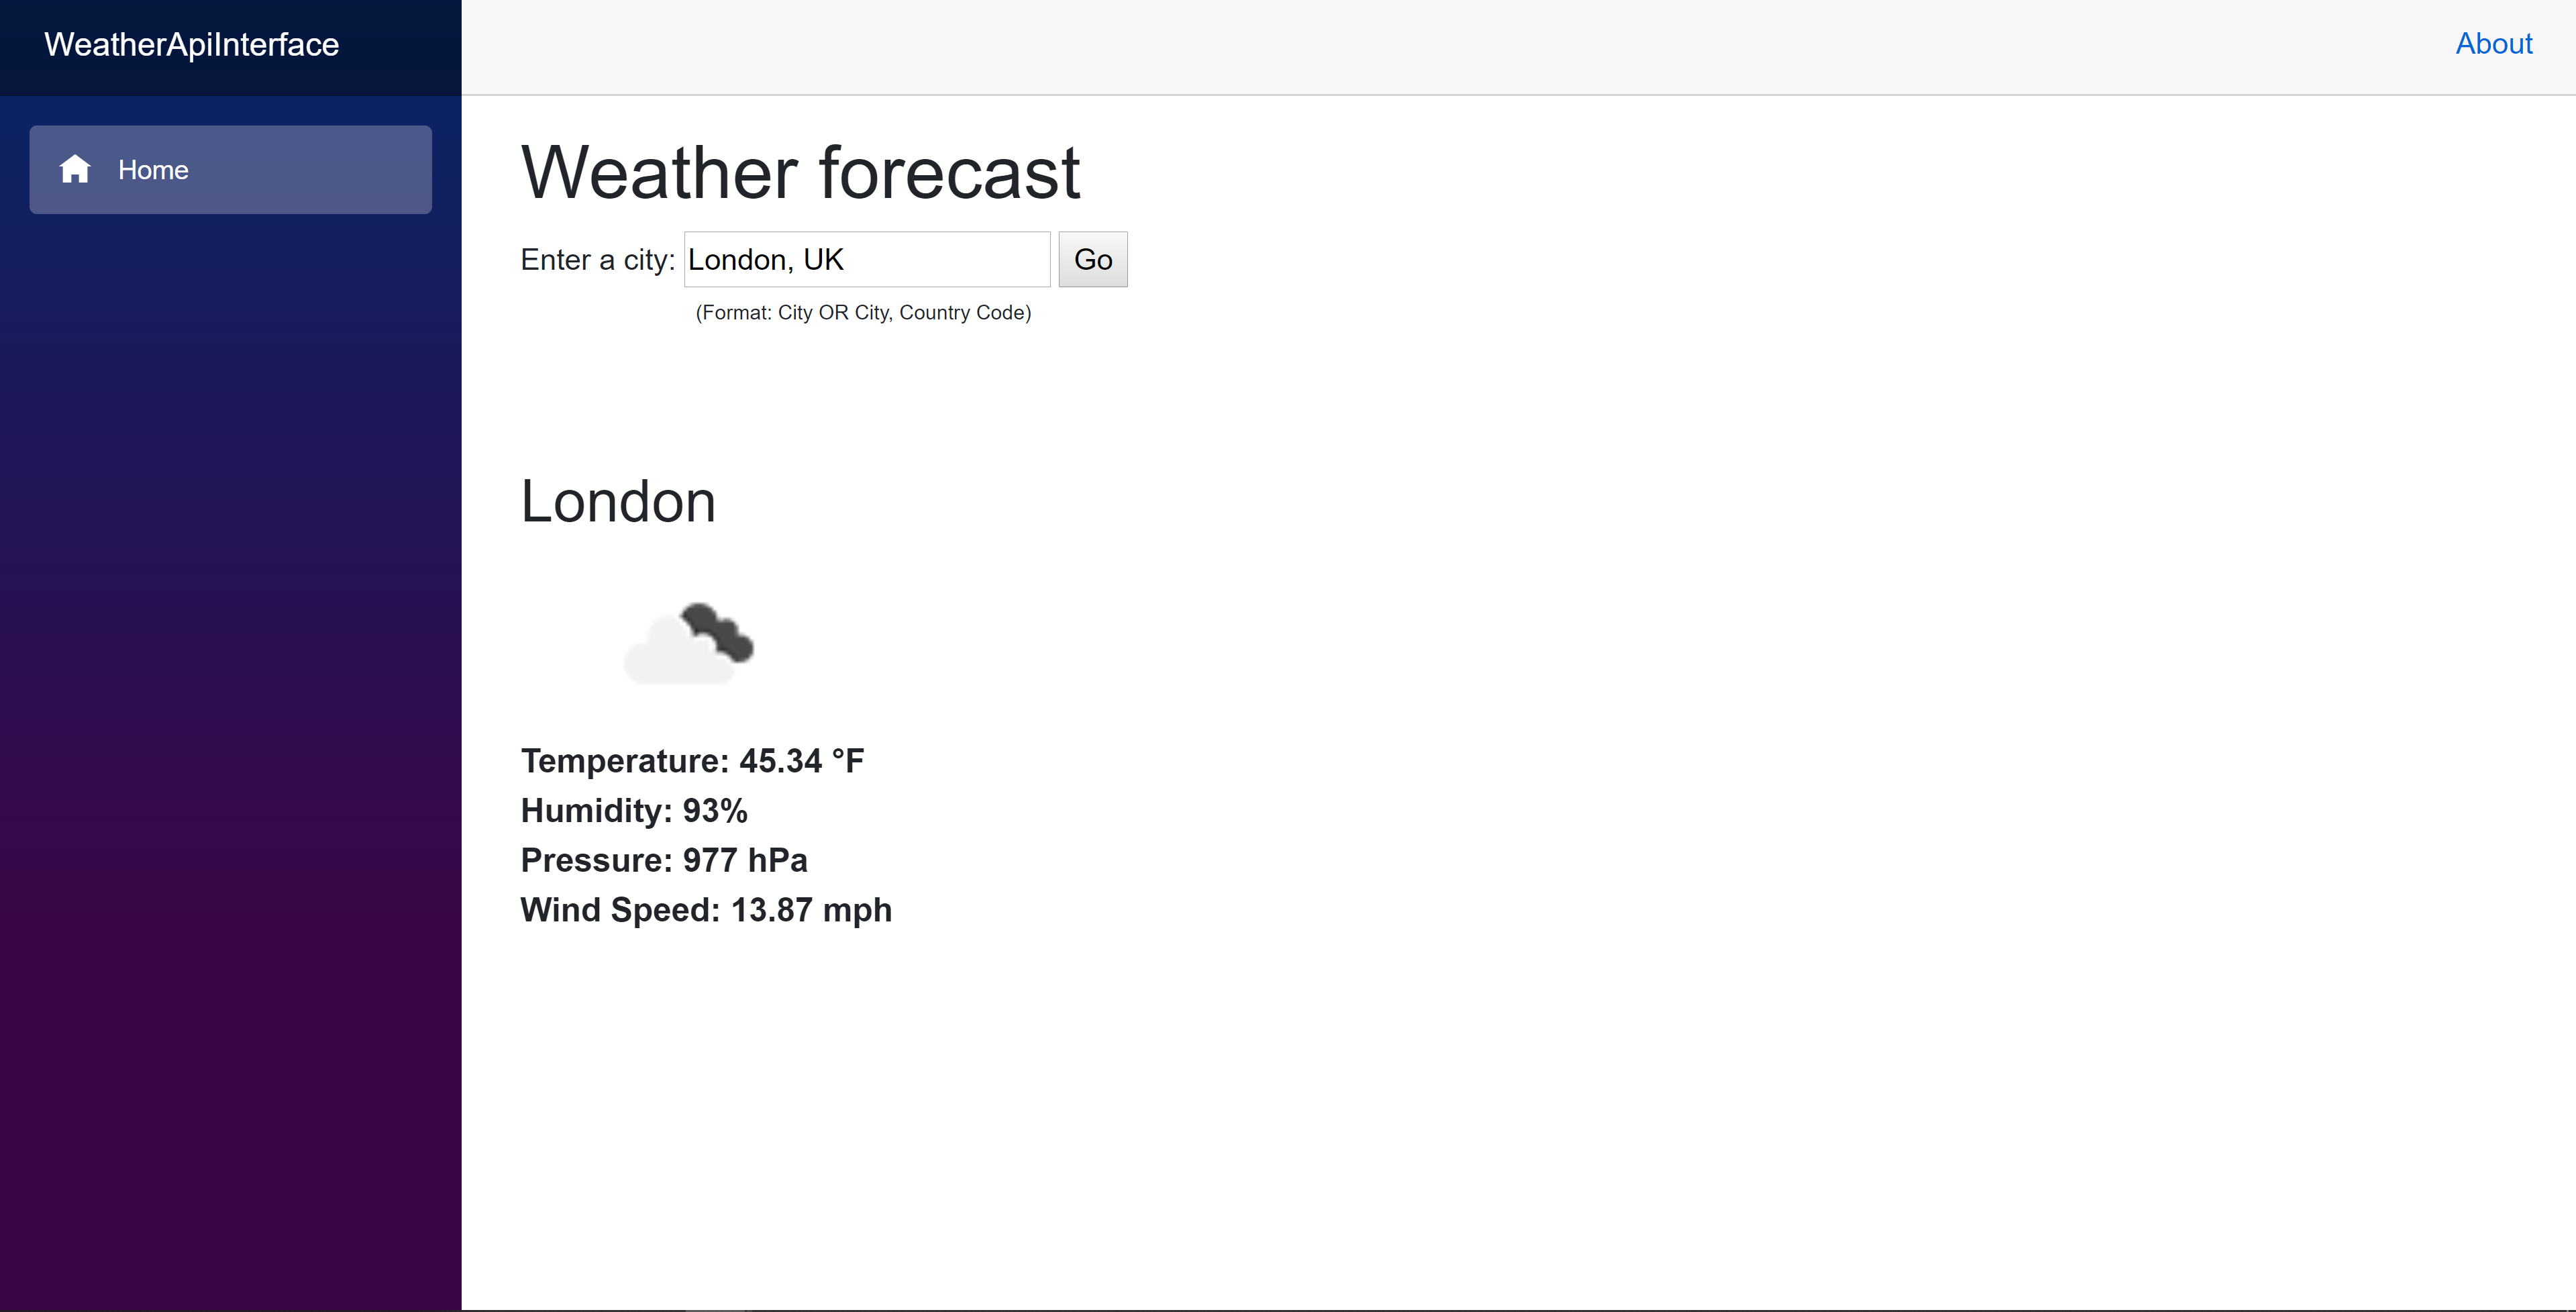 WeatherApiInterface
About
Home
Weather forecast
Enter a city: London, UK Go
(Format: City OR City, Country Code)
London
Temperature: 45.34 °F
Humidity: 93%
Pressure: 977 hPa
Wind Speed: 13.87 mph